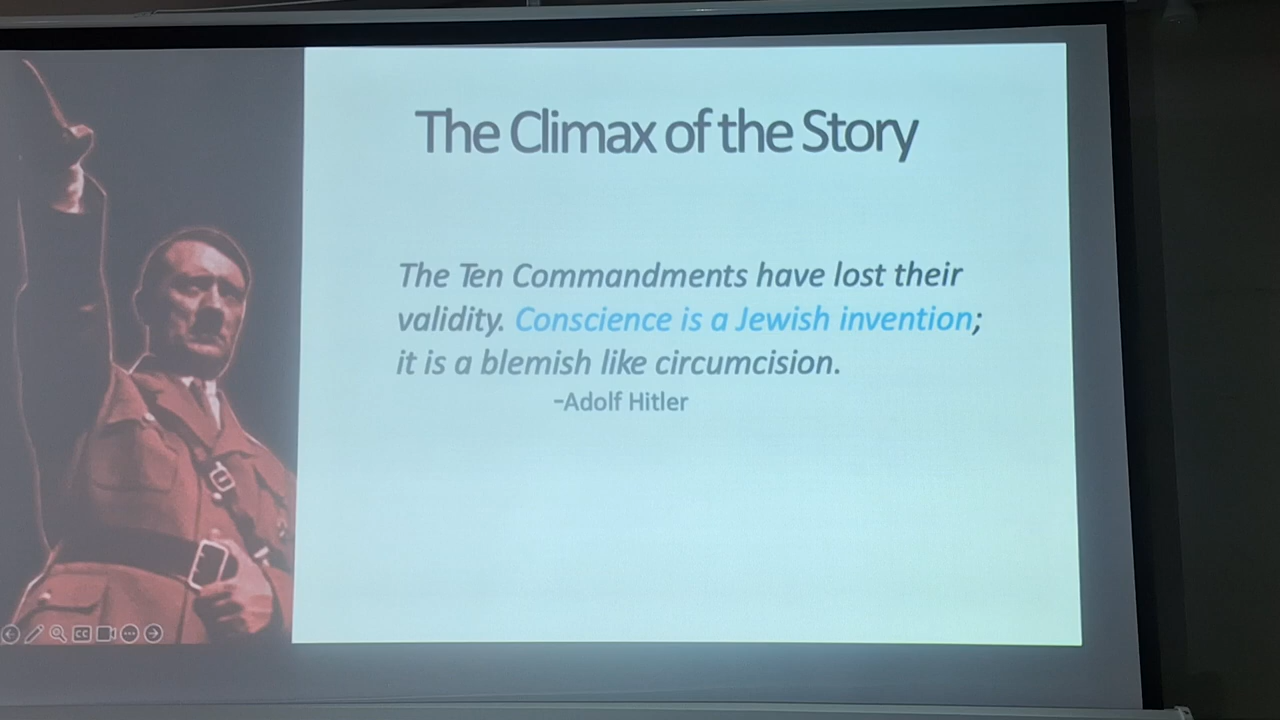 The Climax of the Story
The Ten Commandments have lost their
validity. Conscience is a Jewish invention;
it is a blemish like circumcision.
-Adolf Hitler
CC